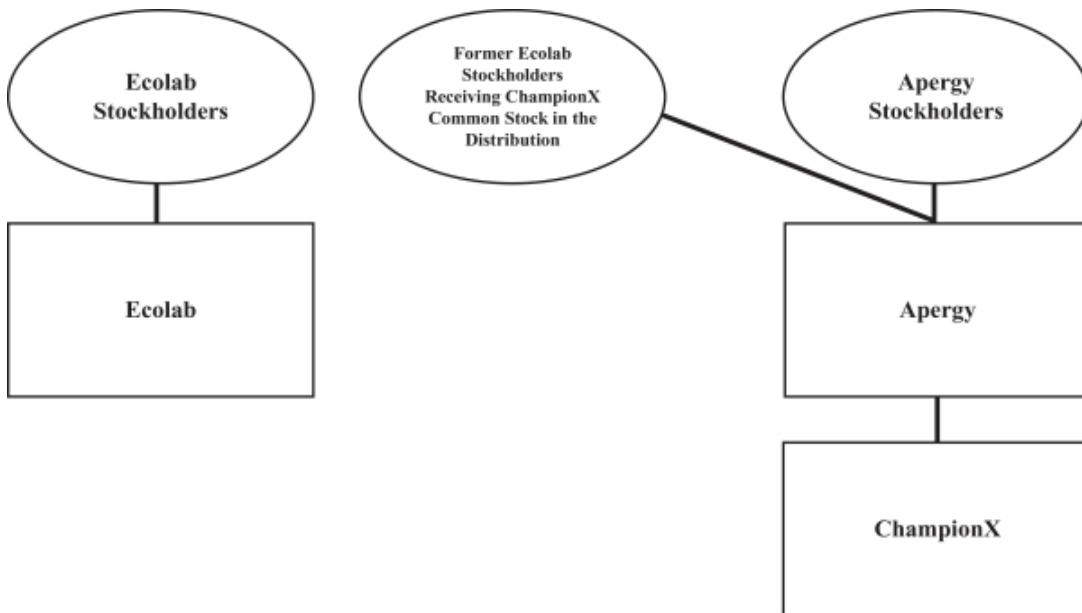 Ecolab
Stockholders
Former Ecolab
Stockholders
Receiving ChampionX
Common Stock in the
Distribution
Apergy
Stockholders
Ecolab
Apergy
ChampionX